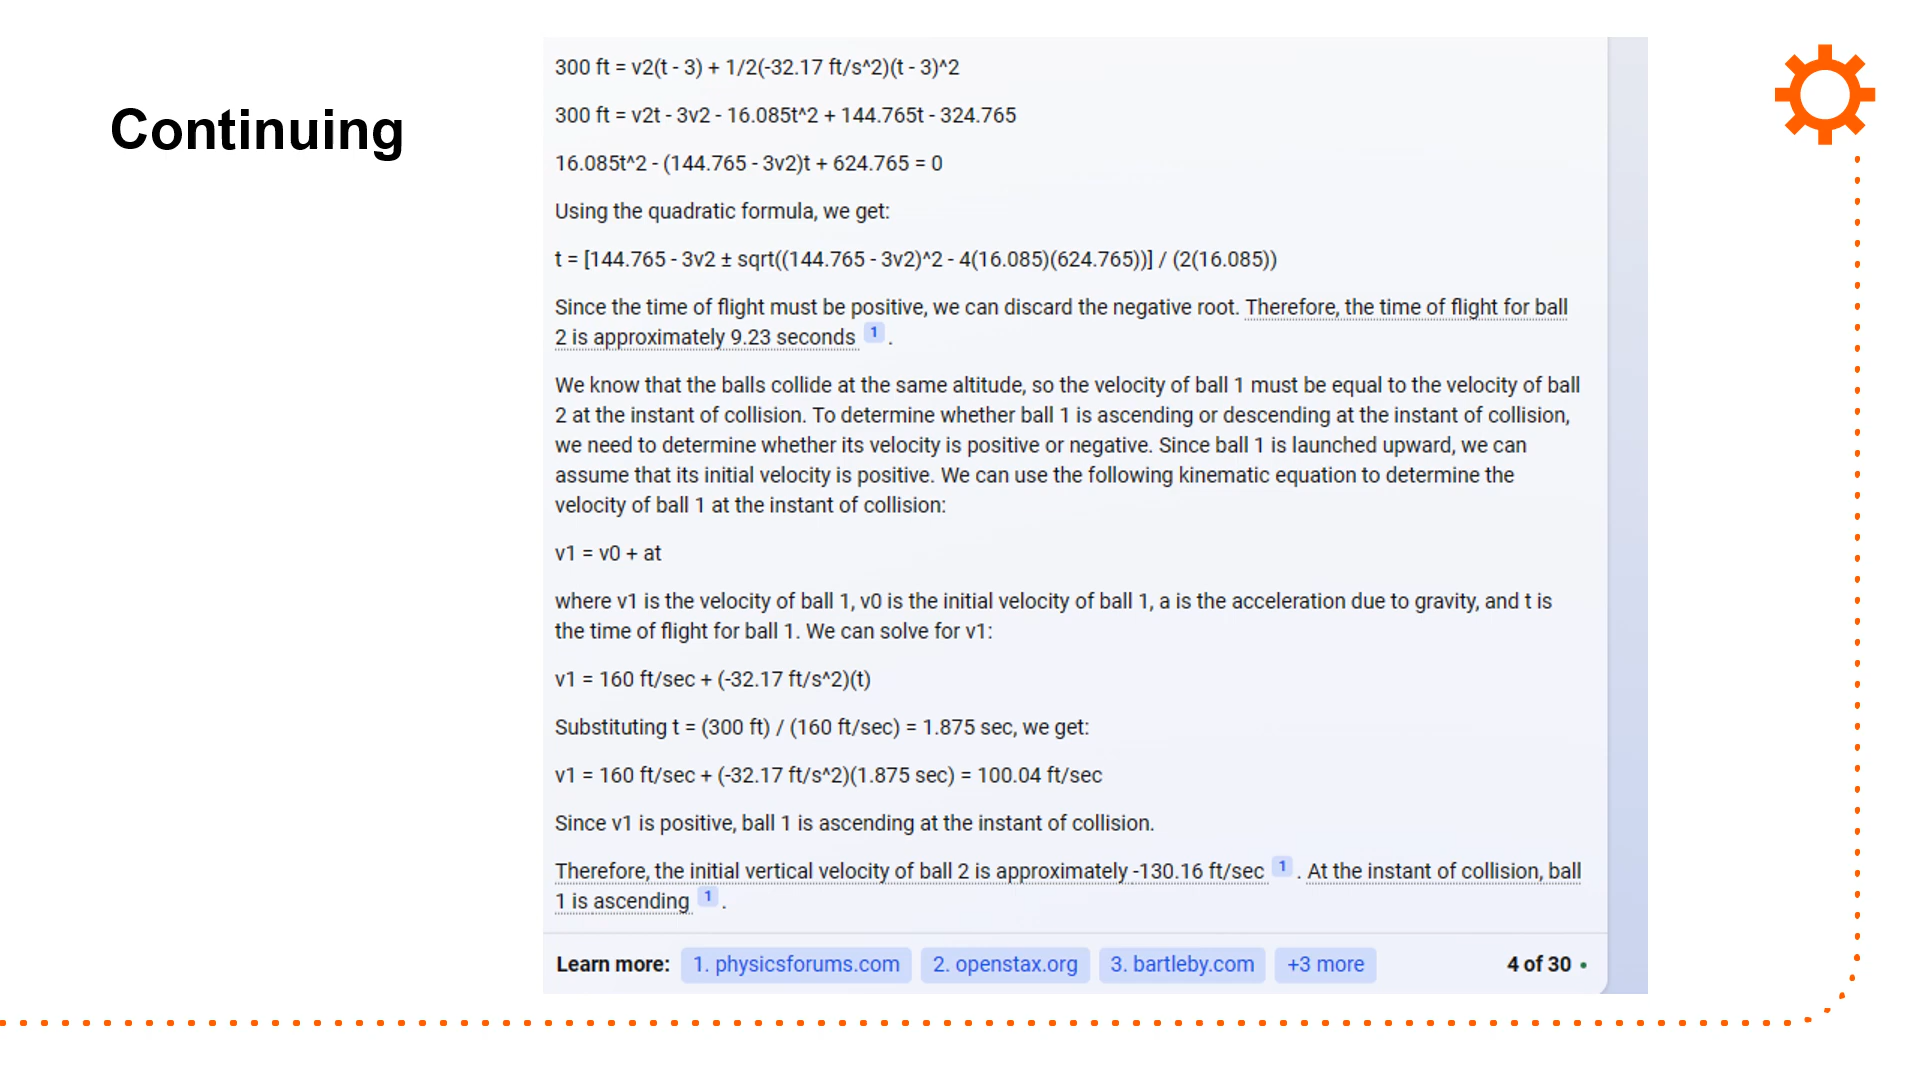 Continuing
300 ft = v2(t - 3) + 1/2(-32.17 ft/s^2)(t - 3)^2
300 ft = v2t - 3v2 - 16.085t^2 + 144.765t - 324.765
16.085t^2 - (144.765 - 3v2)t + 624.765 = 0
Using the quadratic formula, we get:
t = [144.765 - 3v2 ± sqrt((144.765 - 3v2)^2 - 4(16.085)(624.765))] / (2(16.085))
Since the time of flight must be positive, we can discard the negative root. Therefore, the time of flight for ball
2 is approximately 9.23 seconds 1 .
We know that the balls collide at the same altitude, so the velocity of ball 1 must be equal to the velocity of ball
2 at the instant of collision. To determine whether ball 1 is ascending or descending at the instant of collision,
we need to determine whether its velocity is positive or negative. Since ball 1 is launched upward, we can
assume that its initial velocity is positive. We can use the following kinematic equation to determine the
velocity of ball 1 at the instant of collision:
v1 = v0 + at
where v1 is the velocity of ball 1, v0 is the initial velocity of ball 1, a is the acceleration due to gravity, and t is
the time of flight for ball 1. We can solve for v1:
v1 = 160 ft/sec + (-32.17 ft/s^2)(t)
Substituting t = (300 ft) / (160 ft/sec) = 1.875 sec, we get:
v1 = 160 ft/sec + (-32.17 ft/s^2)(1.875 sec) = 100.04 ft/sec
Since v1 is positive, ball 1 is ascending at the instant of collision.
Therefore, the initial vertical velocity of ball 2 is approximately -130.16 ft/sec 1 . At the instant of collision, ball
1 is ascending 1 .
Learn more: 1. physicsforums.com 2. openstax.org 3. bartleby.com +3 more 4 of 30